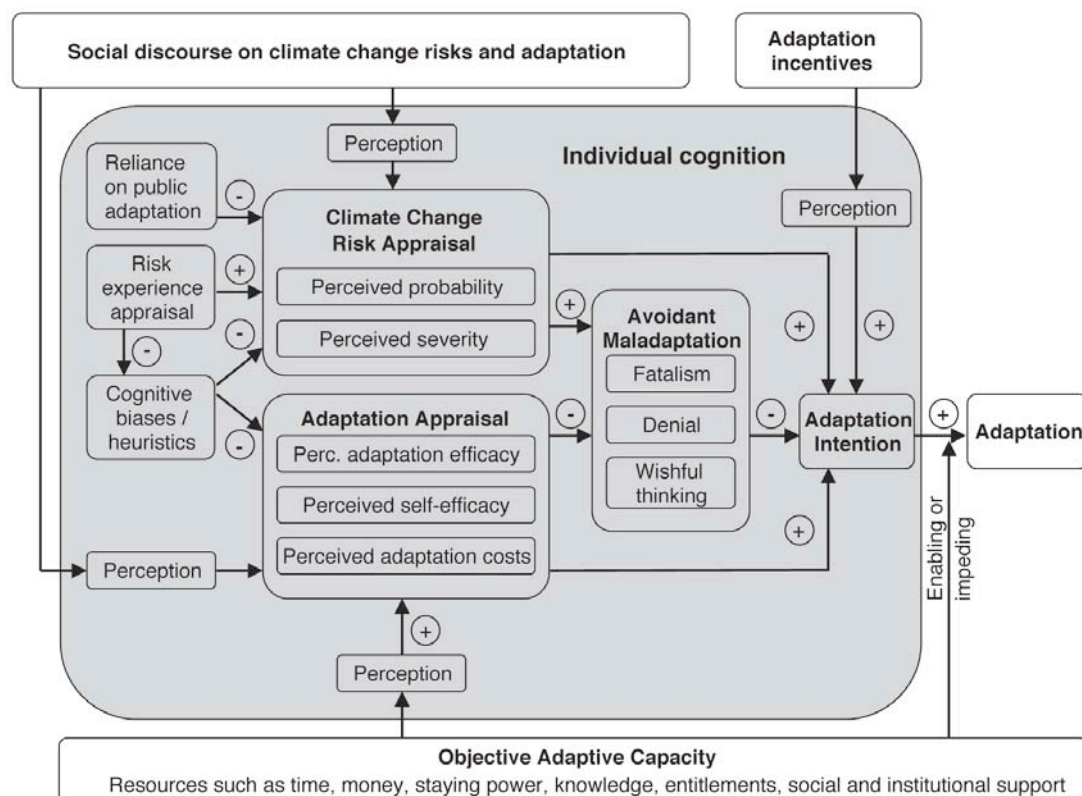 Social discourse on climate change risks and adaptation
Adaptation
incentives
Perception
Individual cognition
Reliance
on public
adaptation
-
Climate Change
Risk Appraisal
Perception
Risk
experience
appraisal
+
Perceived probability
+
Avoidant
Maladaptation
+
+
-
Perceived severity
-
Fatalism
Cognitive
biases /
heuristics
-
Adaptation Appraisal
-
Denial
-
Adaptation
Intention
+
Adaptation
Perc. adaptation efficacy
Wishful
thinking
Perceived self-efficacy
+
Perception
Perceived adaptation costs
Enabling or
impeding
+
Perception
Objective Adaptive Capacity
Resources such as time, money, staying power, knowledge, entitlements, social and institutional support